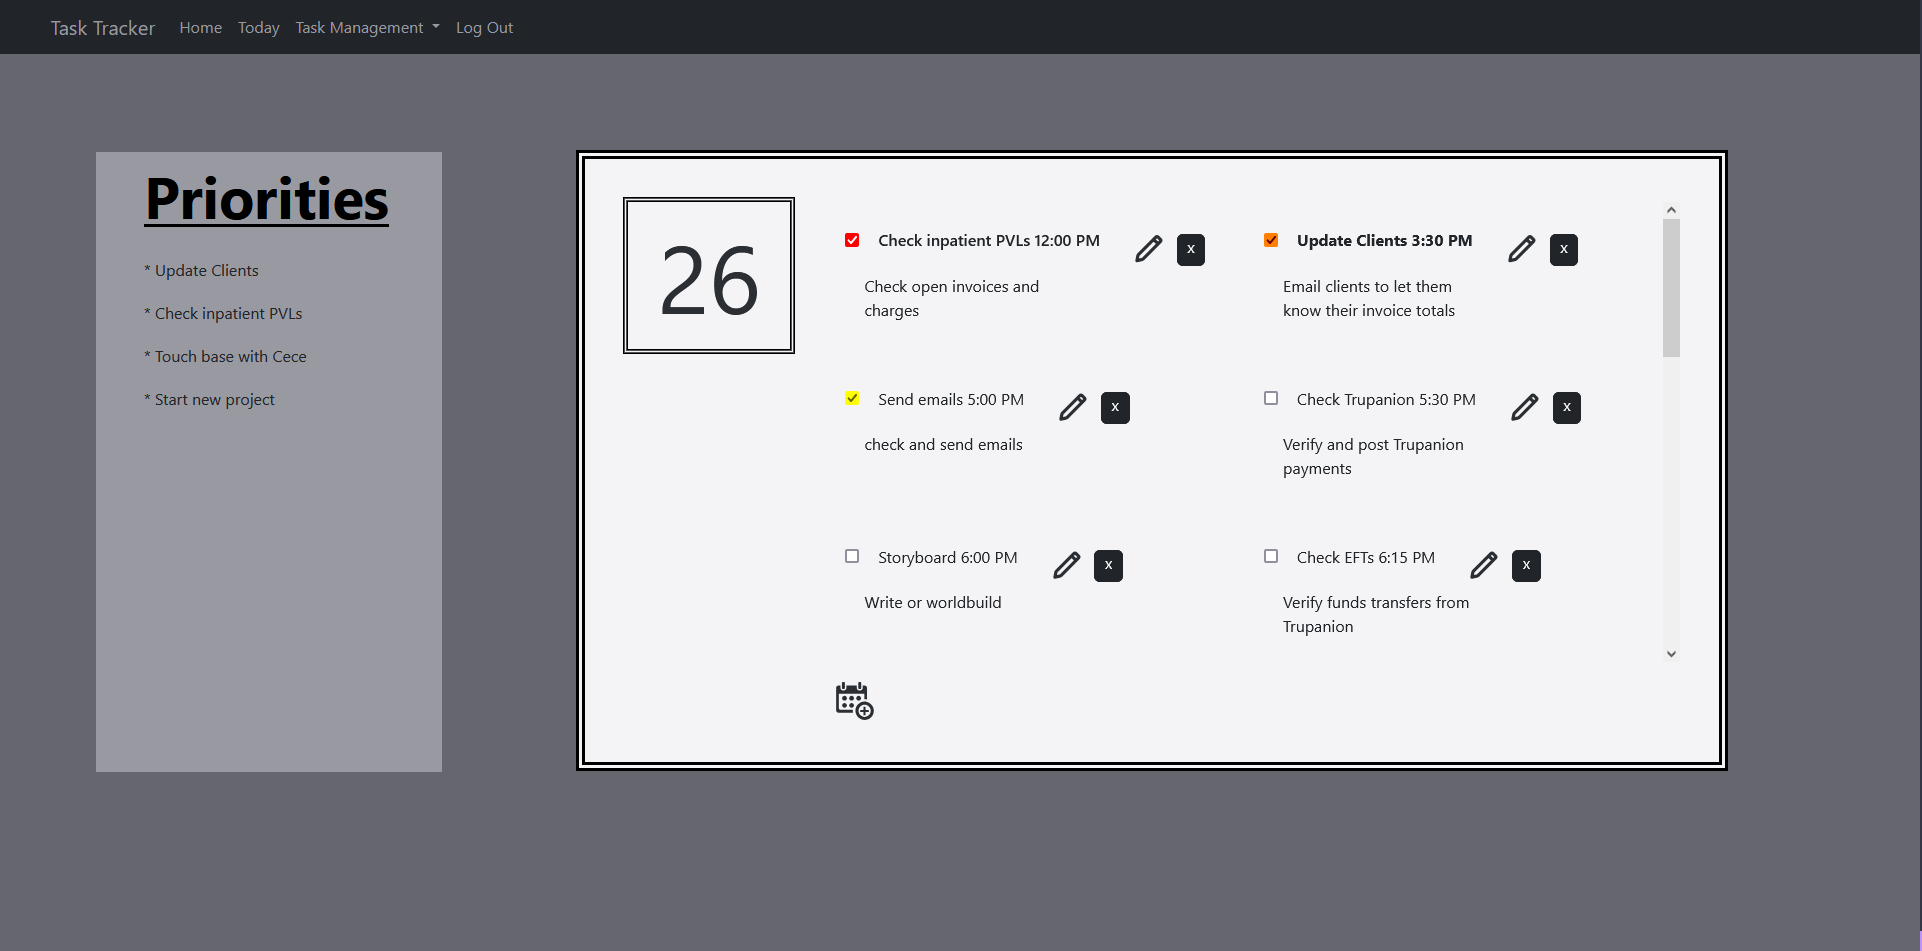 Task Tracker Home Today Task Management Log Out
Priorities
* Update Clients
* Check inpatient PVLs
* Touch base with Cece
* Start new project
26
Check inpatient PVLs 12:00 PM x
Check open invoices and
charges
Update Clients 3:30 PM x
Email clients to let them
know their invoice totals
Send emails 5:00 PM x
check and send emails
Check Trupanion 5:30 PM x
Verify and post Trupanion
payments
Storyboard 6:00 PM x
Write or worldbuild
Check EFTs 6:15 PM x
Verify funds transfers from
Trupanion